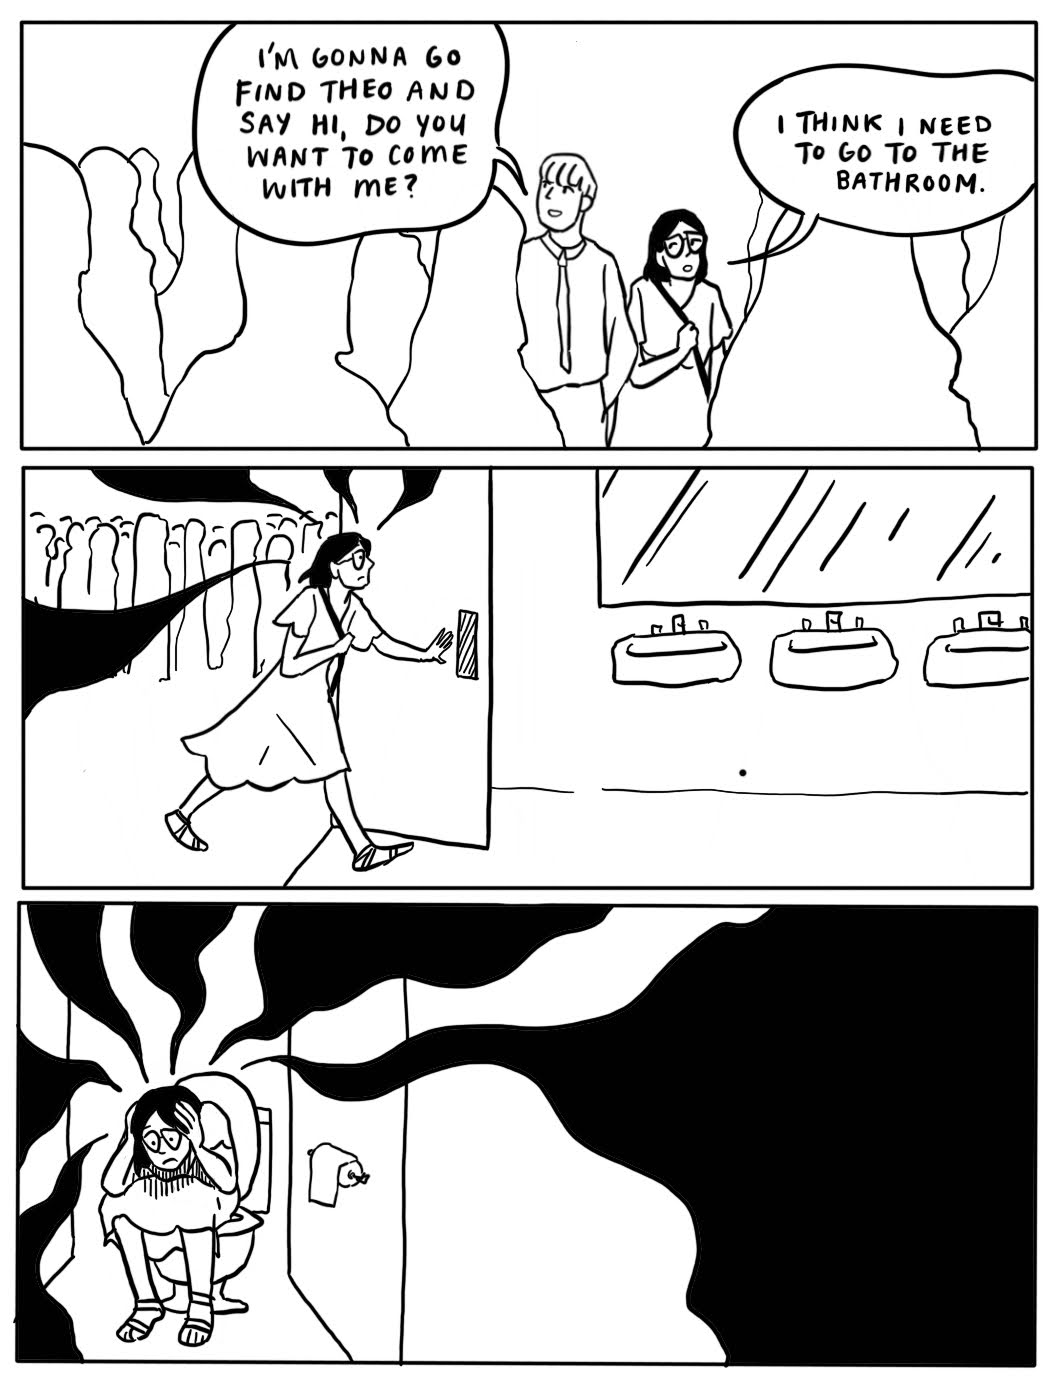 I'M GONNA GO
FIND THEO AND
SAY HI, DO YOU
WANT TO COME
WITH ME?
I THINK I NEED
TO GO TO THE
BATHROOM.